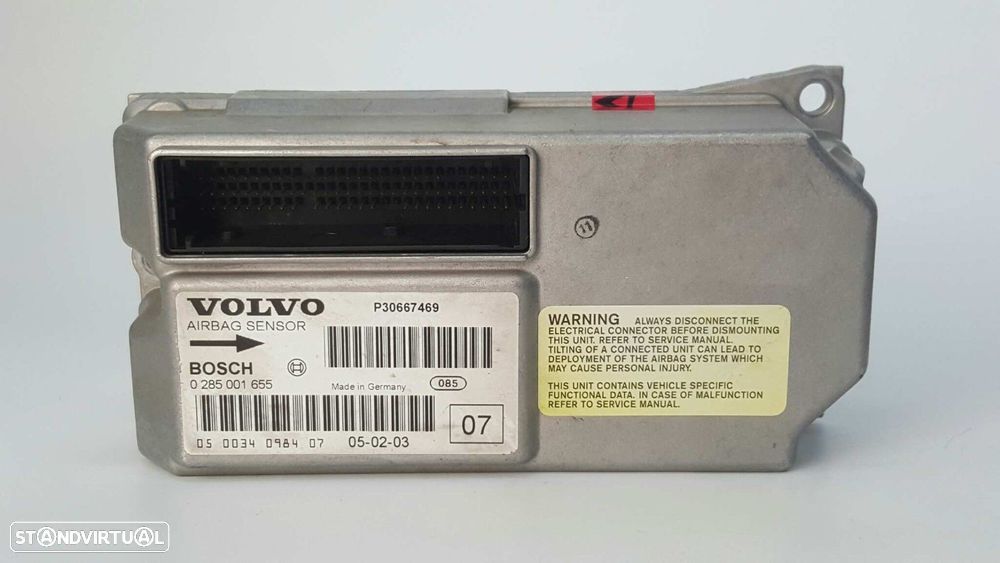 11
VOLVO
P30667469
AIRBAG SENSOR
BOSCH
0 285 001 655
Made in Germany
085
05 0034 0984 07
05-02-03
07
WARNING ALWAYS DISCONNECT THE
ELECTRICAL CONNECTOR BEFORE DISMOUNTING
THIS UNIT. REFER TO SERVICE MANUAL.
TILTING OF A CONNECTED UNIT CAN LEAD TO
DEPLOYMENT OF THE AIRBAG SYSTEM WHICH
MAY CAUSE PERSONAL INJURY.
THIS UNIT CONTAINS VEHICLE SPECIFIC
FUNCTIONAL DATA. IN CASE OF MALFUNCTION
REFER TO SERVICE MANUAL.
STANDVIRTUAL